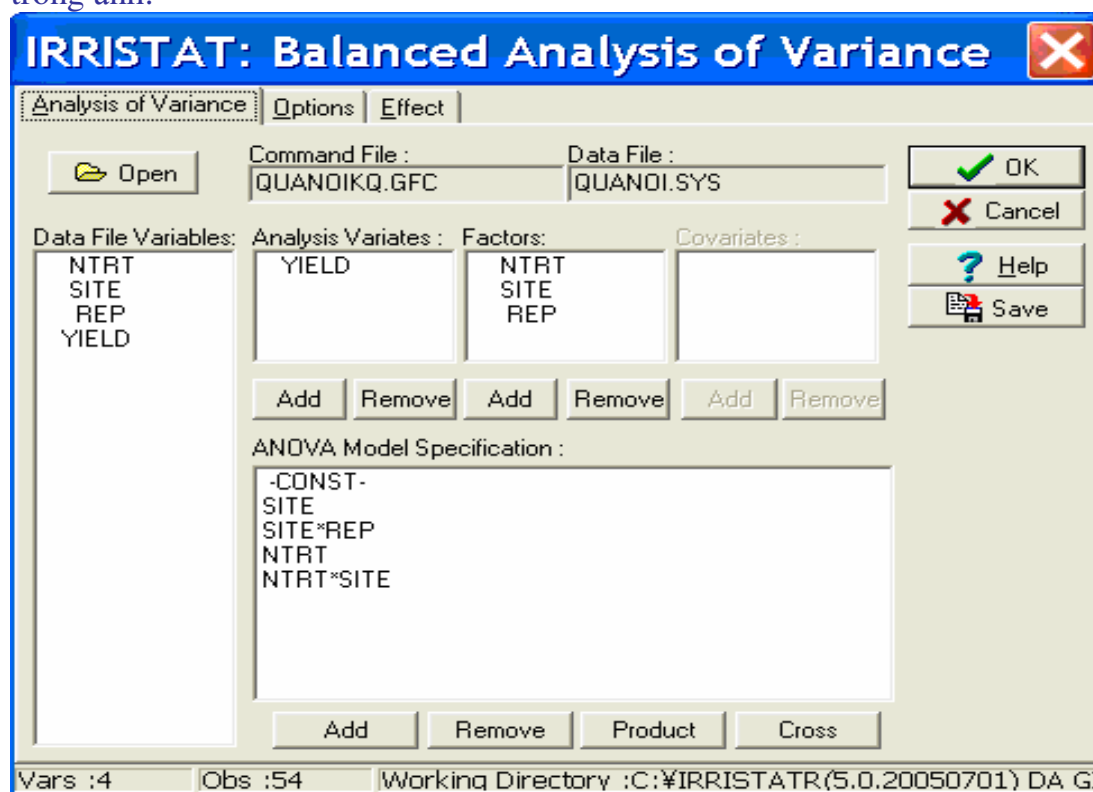 trong ảnh:
IRRISTAT: Balanced Analysis of Variance
Analysis of Variance Options Effect
Open
Command File : Data File :
QUANOIKQ.GFC QUANOI.SYS
OK
Cancel
Help
Save
Data File Variables: Analysis Variates : Factors: Covariates :
NTRT
SITE
REP
YIELD
YIELD
NTRT
SITE
REP
Add Remove Add Remove Add Remove
ANOVA Model Specification :
-CONST-
SITE
SITE*REP
NTRT
NTRT*SITE
Add Remove Product Cross
Vars :4 Obs :54 Working Directory :C:¥IRRISTATR(5.0.20050701) DA G